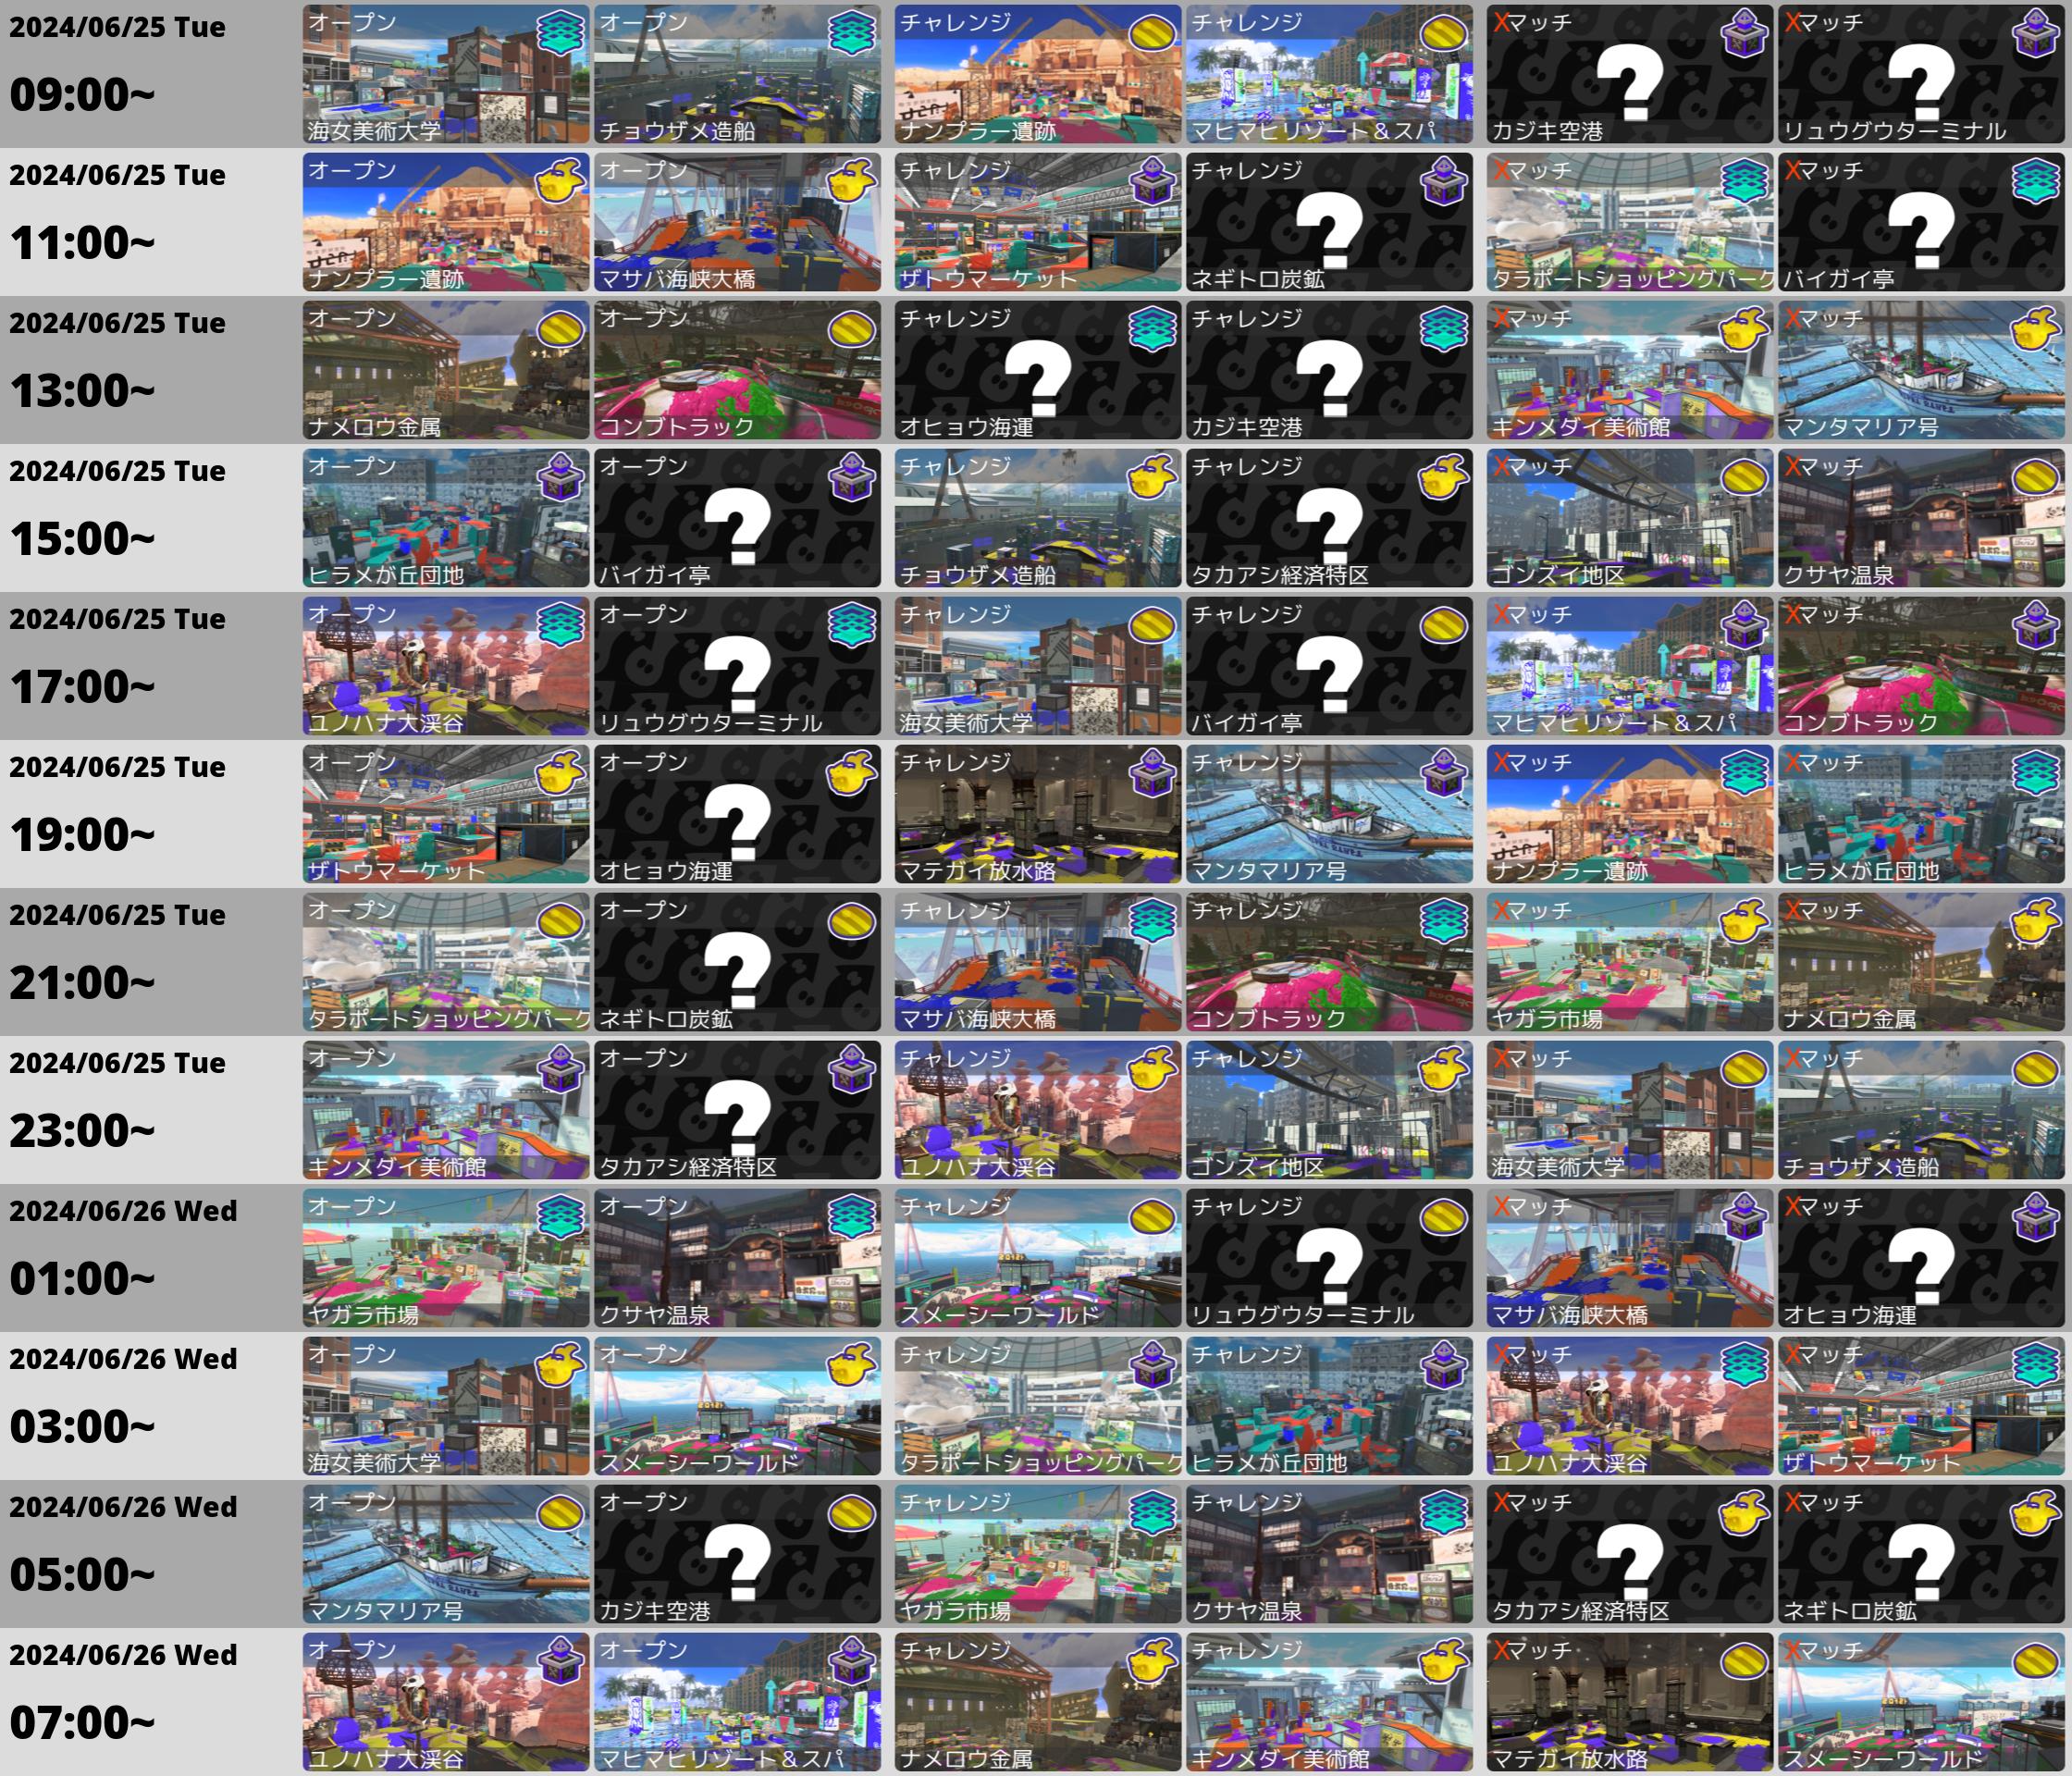 2024/06/25 Tue
09:00~
オープン オープン チャレンジ チャレンジ Xマッチ Xマッチ
海女美術大学 チョウザメ造船 ナンプラー遺跡 マヒマヒリゾート&スパ カジキ空港 リュウグウターミナル
2024/06/25 Tue
11:00~
オープン オープン チャレンジ チャレンジ Xマッチ Xマッチ
ナンプラー遺跡 マサバ海峡大橋 ザトウマーケット ネギトロ炭鉱 タラポートショッピングパーク バイガイ亭
2024/06/25 Tue
13:00~
オープン オープン チャレンジ チャレンジ Xマッチ Xマッチ
ナメロウ金属 コンブトラック オヒョウ海運 カジキ空港 キンメダイ美術館 マンタマリア号
2024/06/25 Tue
15:00~
オープン オープン チャレンジ チャレンジ Xマッチ Xマッチ
ヒラメが丘団地 バイガイ亭 チョウザメ造船 タカアシ経済特区 ゴンズイ地区 クサヤ温泉
2024/06/25 Tue
17:00~
オープン オープン チャレンジ チャレンジ Xマッチ Xマッチ
ユノハナ大渓谷 リュウグウターミナル 海女美術大学 バイガイ亭 マヒマヒリゾート&スパ コンブトラック
2024/06/25 Tue
19:00~
オープン オープン チャレンジ チャレンジ Xマッチ Xマッチ
ザトウマーケット オヒョウ海運 マテガイ放水路 マンタマリア号 ナンプラー遺跡 ヒラメが丘団地
2024/06/25 Tue
21:00~
オープン オープン チャレンジ チャレンジ Xマッチ Xマッチ
タラポートショッピングパーク ネギトロ炭鉱 マサバ海峡大橋 コンブトラック ヤガラ市場 ナメロウ金属
2024/06/25 Tue
23:00~
オープン オープン チャレンジ チャレンジ Xマッチ Xマッチ
キンメダイ美術館 タカアシ経済特区 ユノハナ大渓谷 ゴンズイ地区 海女美術大学 チョウザメ造船
2024/06/26 Wed
01:00~
オープン オープン チャレンジ チャレンジ Xマッチ Xマッチ
ヤガラ市場 クサヤ温泉 スメーシーワールド リュウグウターミナル マサバ海峡大橋 オヒョウ海運
2024/06/26 Wed
03:00~
オープン オープン チャレンジ チャレンジ Xマッチ Xマッチ
海女美術大学 スメーシーワールド タラポートショッピングパーク ヒラメが丘団地 ユノハナ大渓谷 ザトウマーケット
2024/06/26 Wed
05:00~
オープン オープン チャレンジ チャレンジ Xマッチ Xマッチ
マンタマリア号 カジキ空港 ヤガラ市場 クサヤ温泉 タカアシ経済特区 ネギトロ炭鉱
2024/06/26 Wed
07:00~
オープン オープン チャレンジ チャレンジ Xマッチ Xマッチ
ユノハナ大渓谷 マヒマヒリゾート&スパ ナメロウ金属 キンメダイ美術館 マテガイ放水路 スメーシーワールド